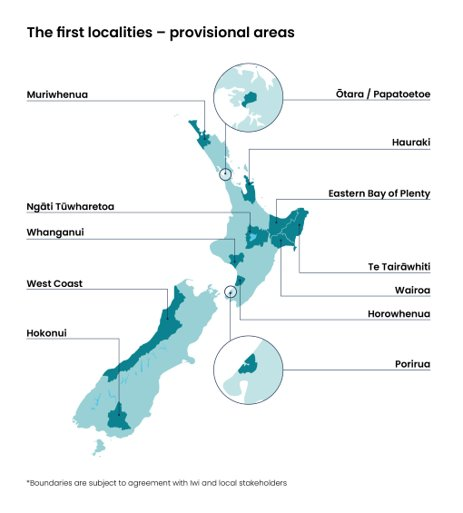 The first localities – provisional areas
Muriwhenua
Ōtara / Papatoetoe
Hauraki
Eastern Bay of Plenty
Ngāti Tūwharetoa
Whanganui
Te Tairāwhiti
West Coast
Wairoa
Horowhenua
Hokonui
Porirua
*Boundaries are subject to agreement with Iwi and local stakeholders